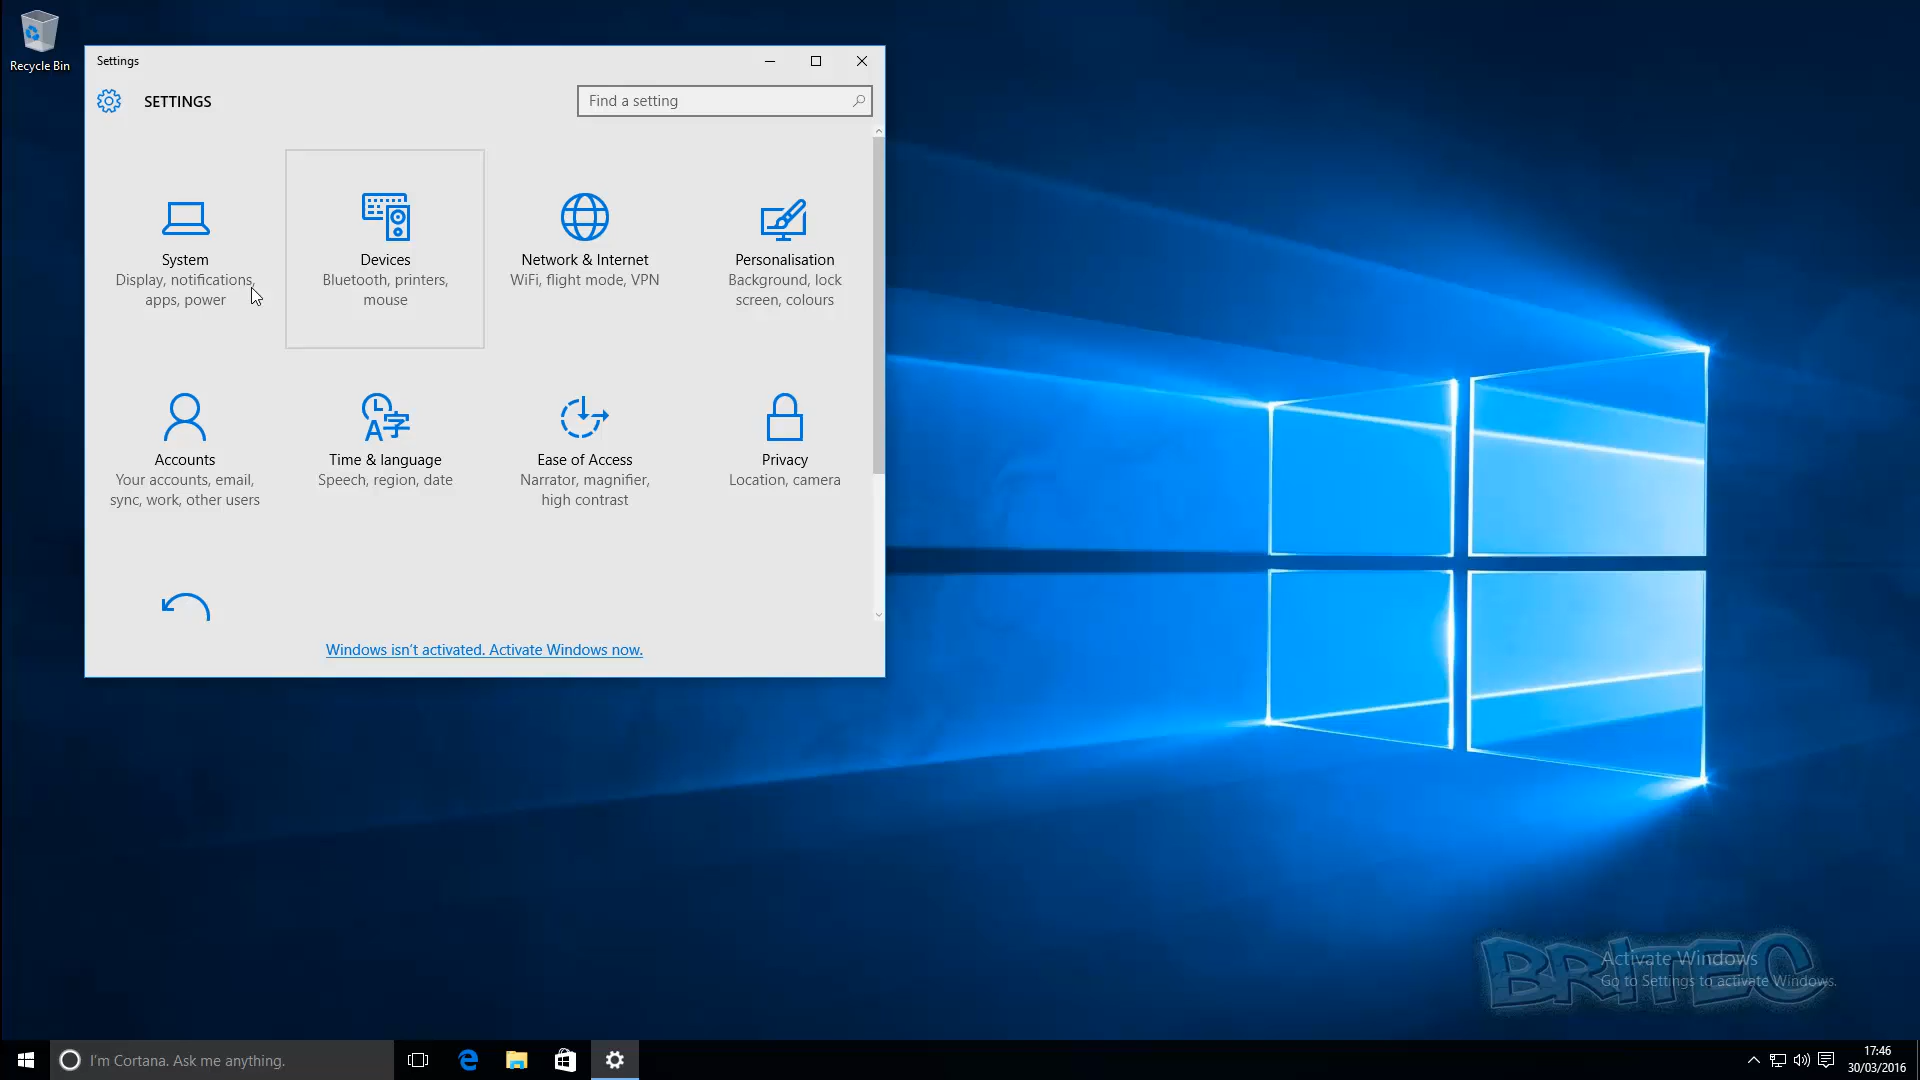 Recycle Bin
Settings
SETTINGS
Find a setting
System
Display, notifications,
apps, power
Devices
Bluetooth, printers,
mouse
Network & Internet
WiFi, flight mode, VPN
Personalisation
Background, lock
screen, colours
Accounts
Your accounts, email,
sync, work, other users
Time & language
Speech, region, date
Ease of Access
Narrator, magnifier,
high contrast
Privacy
Location, camera
Windows isn't activated. Activate Windows now.
BRITEC
Activate Windows
Go to Settings to activate Windows.
I'm Cortana. Ask me anything.
17:46
30/03/2016